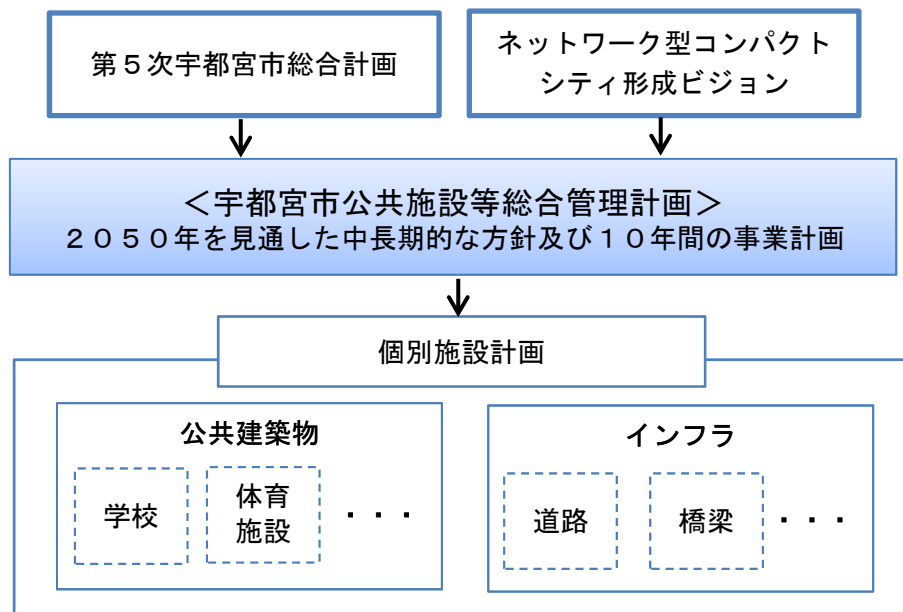 第５次宇都宮市総合計画
ネットワーク型コンパクト
シティ形成ビジョン
＜宇都宮市公共施設等総合管理計画＞
２０５０年を見通した中長期的な方針及び１０年間の事業計画
個別施設計画
公共建築物
学校
体育
施設
・・・
インフラ
道路
橋梁
・・・